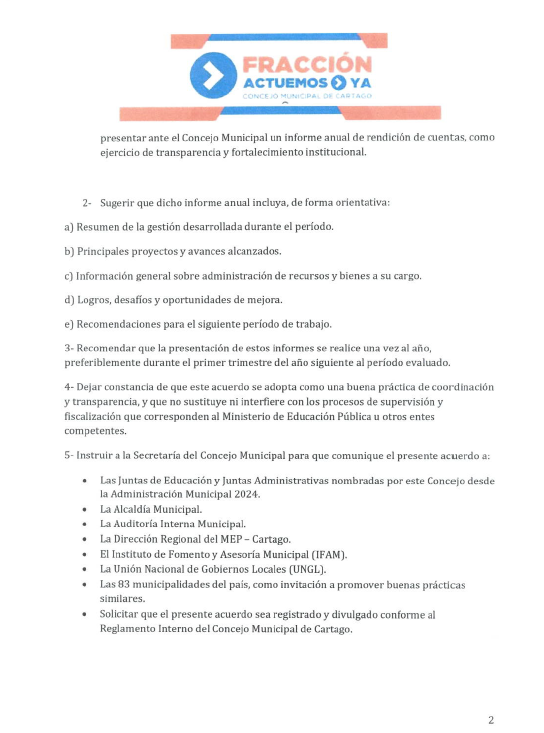 FRACCIÓN
ACTUEMOS YA
CONCEJO MUNICIPAL DE CARTAGO
presentar ante el Concejo Municipal un informe anual de rendición de cuentas, como
ejercicio de transparencia y fortalecimiento institucional.
2- Sugerir que dicho informe anual incluya, de forma orientativa:
a) Resumen de la gestión desarrollada durante el período.
b) Principales proyectos y avances alcanzados.
c) Información general sobre administración de recursos y bienes a su cargo.
d) Logros, desafíos y oportunidades de mejora.
e) Recomendaciones para el siguiente período de trabajo.
3- Recomendar que la presentación de estos informes se realice una vez al año,
preferiblemente durante el primer trimestre del año siguiente al período evaluado.
4- Dejar constancia de que este acuerdo se adopta como una buena práctica de coordinación
y transparencia, y que no sustituye ni interfiere con los procesos de supervisión y
fiscalización que corresponden al Ministerio de Educación Pública u otros entes
competentes.
5- Instruir a la Secretaría del Concejo Municipal para que comunique el presente acuerdo a:
• Las Juntas de Educación y Juntas Administrativas nombradas por este Concejo desde
la Administración Municipal 2024.
• La Alcaldía Municipal.
• La Auditoría Interna Municipal.
• La Dirección Regional del MEP – Cartago.
• El Instituto de Fomento y Asesoría Municipal (IFAM).
• La Unión Nacional de Gobiernos Locales (UNGL).
• Las 83 municipalidades del país, como invitación a promover buenas prácticas
similares.
• Solicitar que el presente acuerdo sea registrado y divulgado conforme al
Reglamento Interno del Concejo Municipal de Cartago.
2